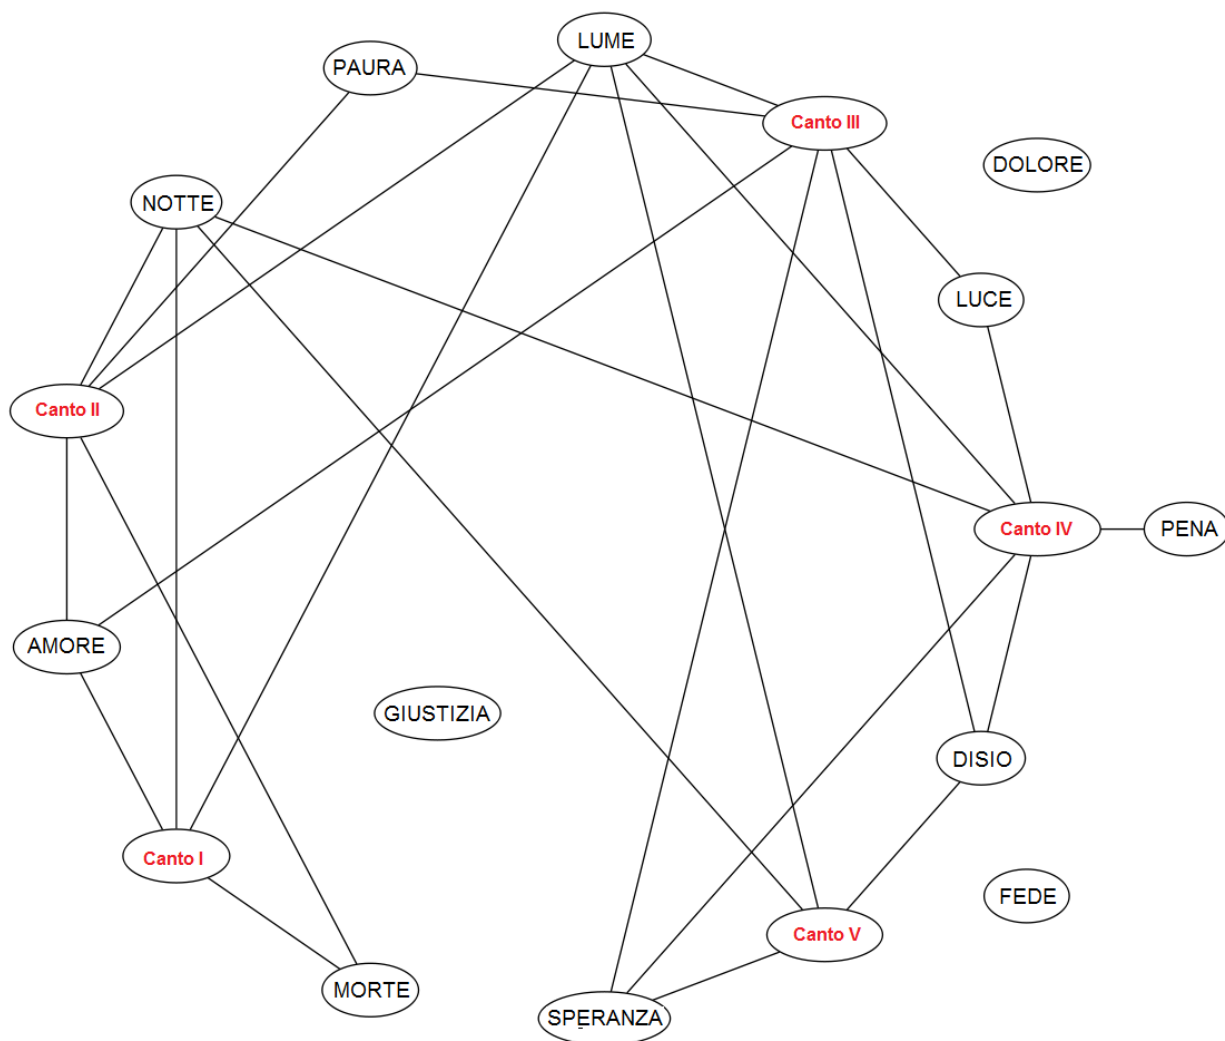 LUME
PAURA
Canto III
DOLORE
NOTTE
LUCE
Canto II
Canto IV
PENA
AMORE
GIUSTIZIA
DISIO
Canto I
FEDE
Canto V
MORTE
SPERANZA